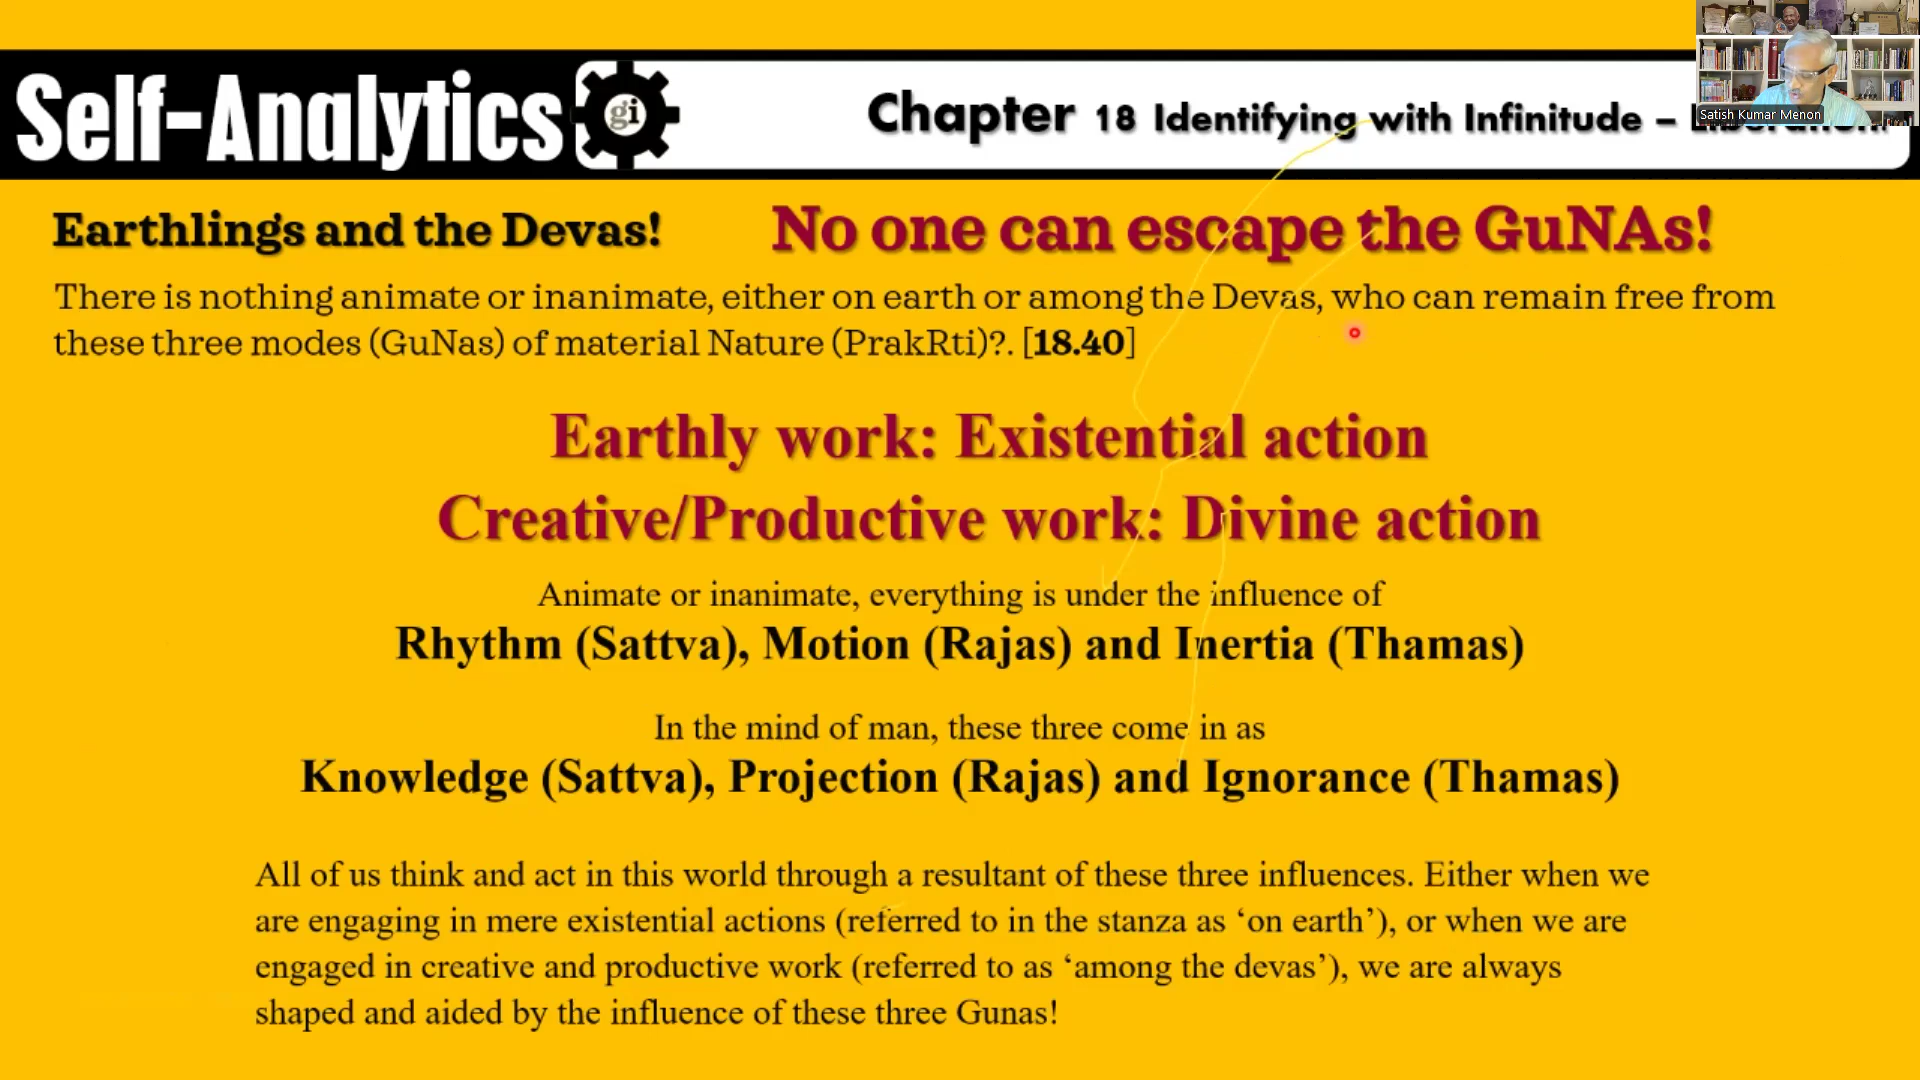 Self-Analytics gi Chapter 18 Identifying with Infinitude –
Satish Kumar Menon
Earthlings and the Devas! No one can escape the GuNAs!
There is nothing animate or inanimate, either on earth or among the Devas, who can remain free from
these three modes (GuNas) of material Nature (PrakRti)?. [18.40]
Earthly work: Existential action
Creative/Productive work: Divine action
Animate or inanimate, everything is under the influence of
Rhythm (Sattva), Motion (Rajas) and Inertia (Thamas)
In the mind of man, these three come in as
Knowledge (Sattva), Projection (Rajas) and Ignorance (Thamas)
All of us think and act in this world through a resultant of these three influences. Either when we
are engaging in mere existential actions (referred to in the stanza as ‘on earth’), or when we are
engaged in creative and productive work (referred to as ‘among the devas’), we are always
shaped and aided by the influence of these three Gunas!